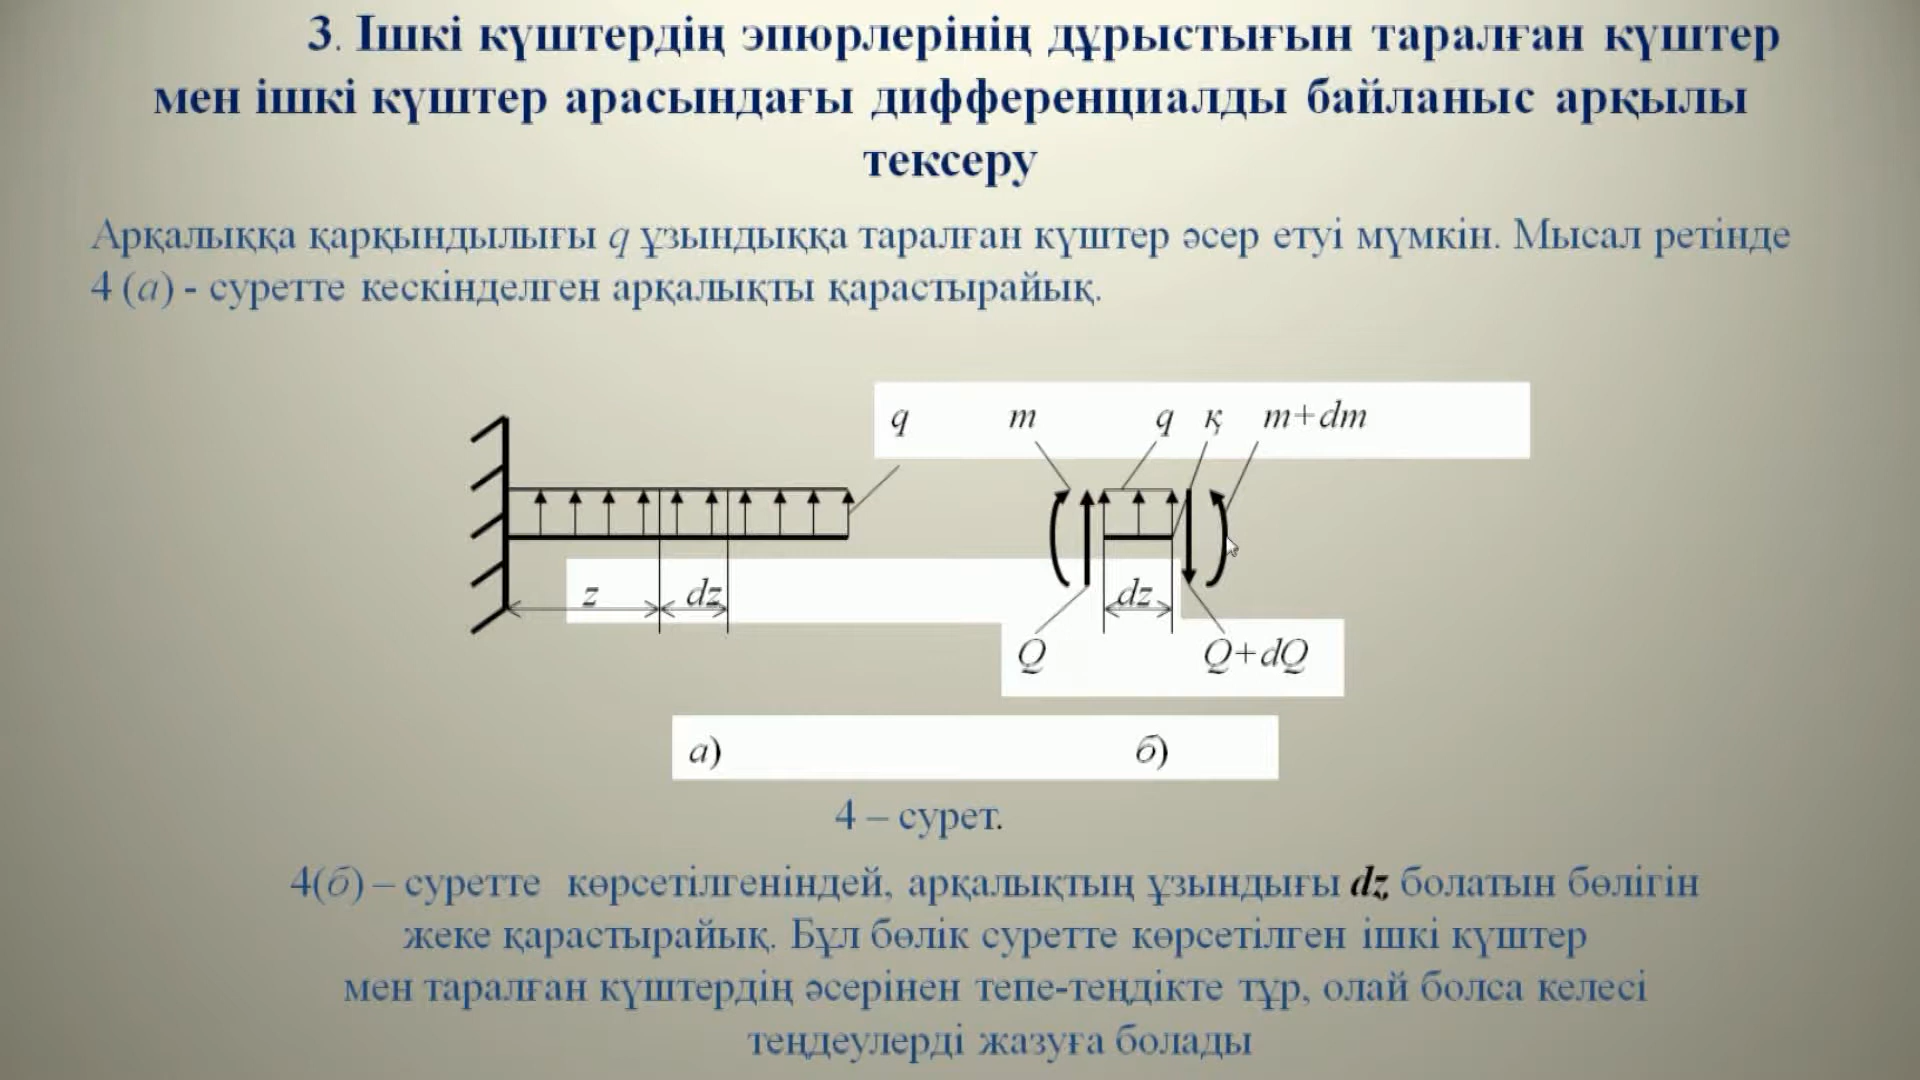 3. Ішкі күштердің эпюрлерінің дұрыстығын таралған күштер
мен ішкі күштер арасындағы дифференциалды байланыс арқылы
тексеру
Арқалыққа қарқындылығы q ұзындыққа таралған күштер әсер етуі мүмкін. Мысал ретінде
4 (а) - суретте кескінделген арқалықты қарастырайық.
q m q қ m+dm
z dz dz
Q Q+dQ
а) б)
4 – сурет.
4(б) – суретте көрсетілгеніндей, арқалықтың ұзындығы dz болатын бөлігін
жеке қарастырайық. Бұл бөлік суретте көрсетілген ішкі күштер
мен таралған күштердің әсерінен тепе-теңдікте тұр, олай болса келесі
теңдеулерді жазуға болады